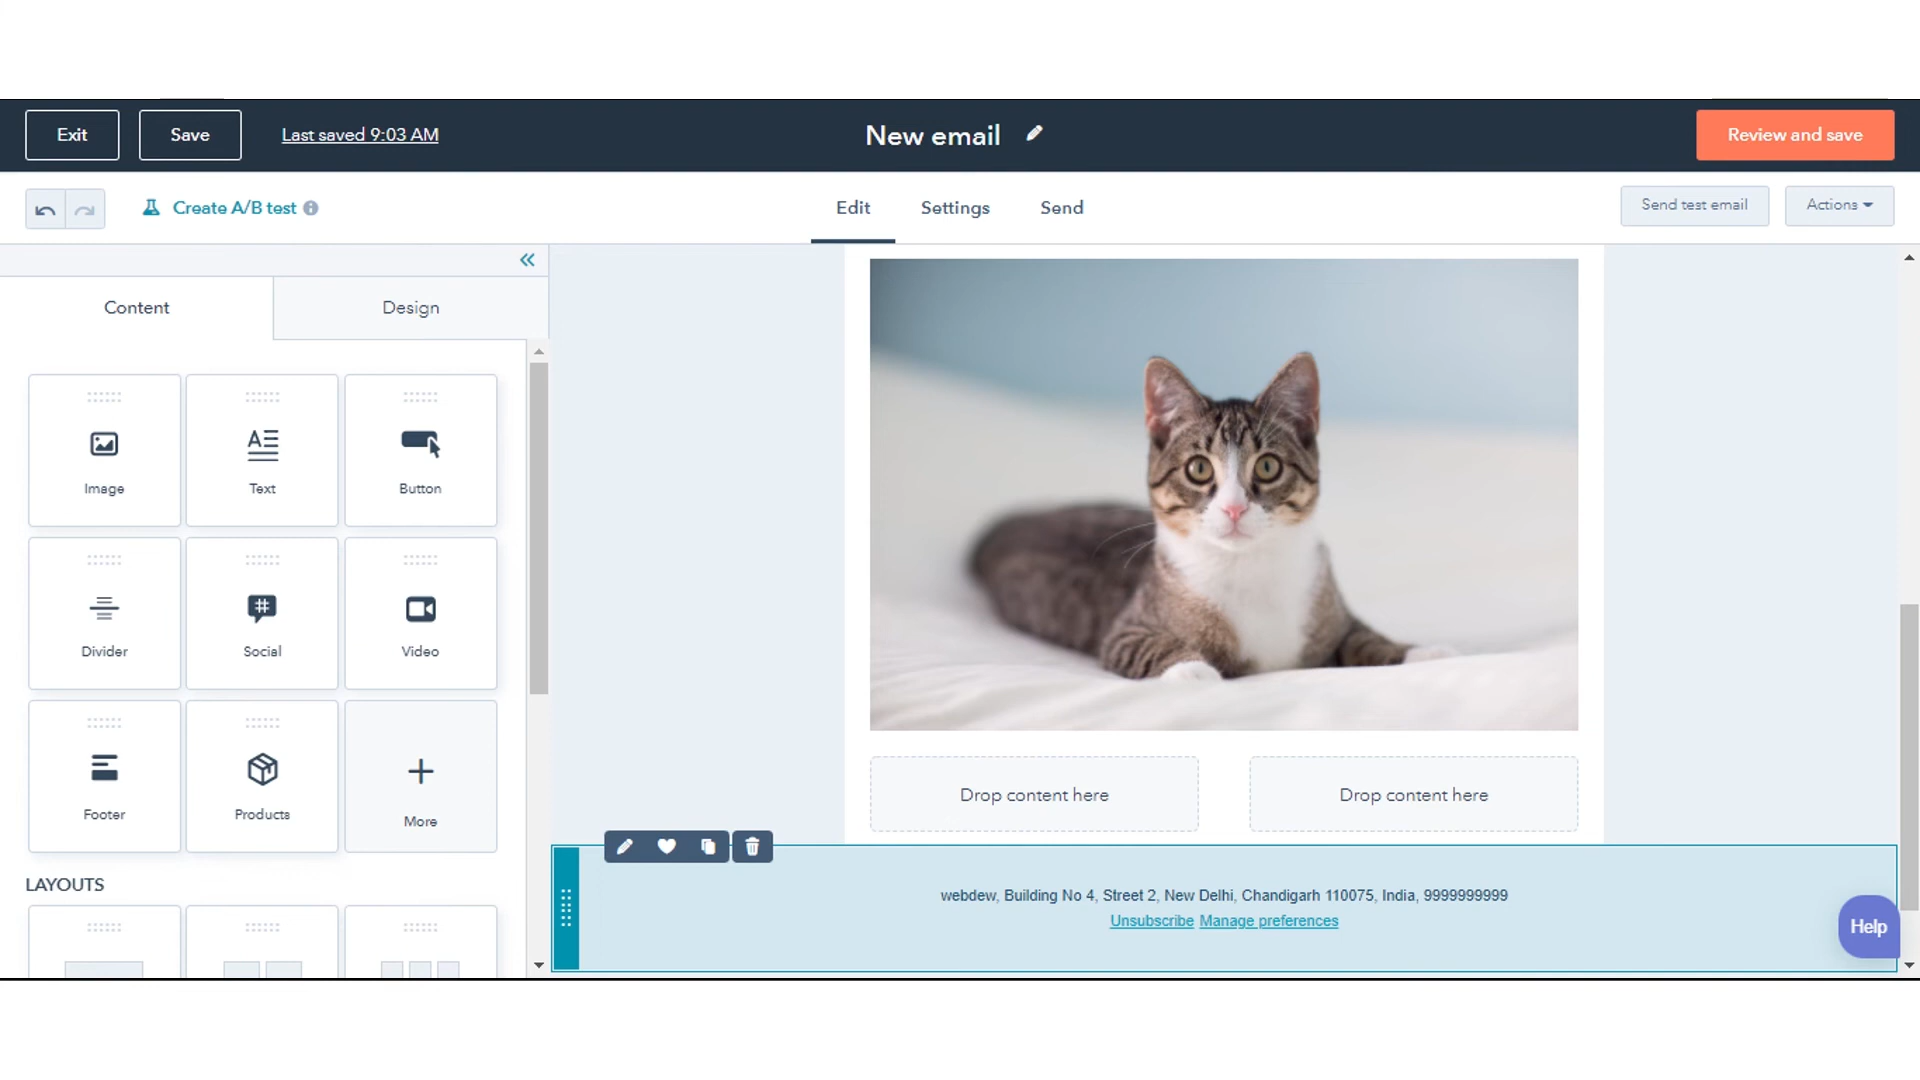 Exit
Save
Last saved 9:03 AM
New email
Review and save
Create A/B test
Edit
Settings
Send
Send test email
Actions
Content
Design
Image
Text
Button
Divider
Social
Video
Footer
Products
More
LAYOUTS
Drop content here
Drop content here
webdew, Building No 4, Street 2, New Delhi, Chandigarh 110075, India, 9999999999
Unsubscribe Manage preferences
Help